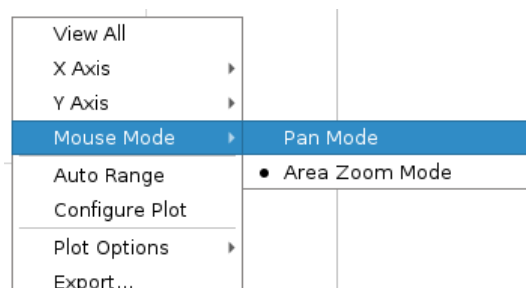 View All
X Axis
Y Axis
Mouse Mode
Pan Mode
Area Zoom Mode
Auto Range
Configure Plot
Plot Options
Export...